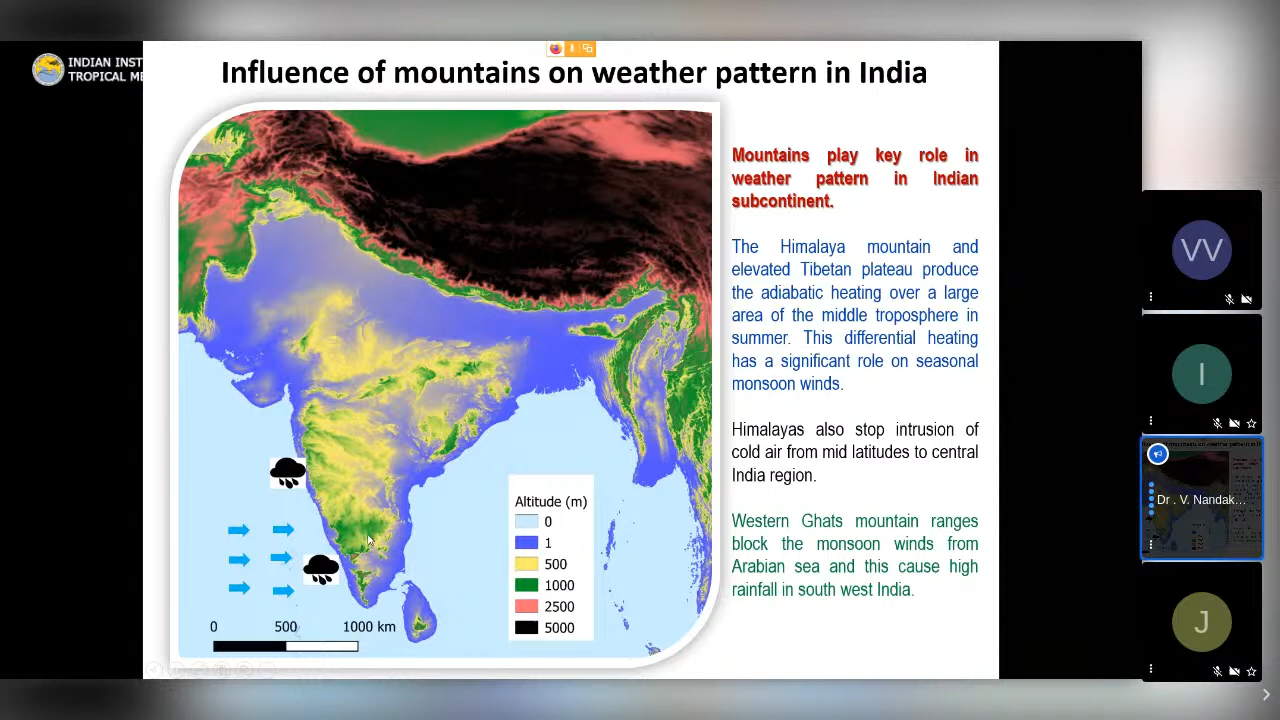 INDIAN INST
TROPICAL ME
Influence of mountains on weather pattern in India
Mountains play key role in
weather pattern in Indian
subcontinent.
The Himalaya mountain and
elevated Tibetan plateau produce
the adiabatic heating over a large
area of the middle troposphere in
summer. This differential heating
has a significant role on seasonal
monsoon winds.
Himalayas also stop intrusion of
cold air from mid latitudes to central
India region.
Western Ghats mountain ranges
block the monsoon winds from
Arabian sea and this cause high
rainfall in south west India.
Altitude (m)
0
1
500
1000
2500
5000
0 500 1000 km
VV
I
Dr . V. Nandak...
J